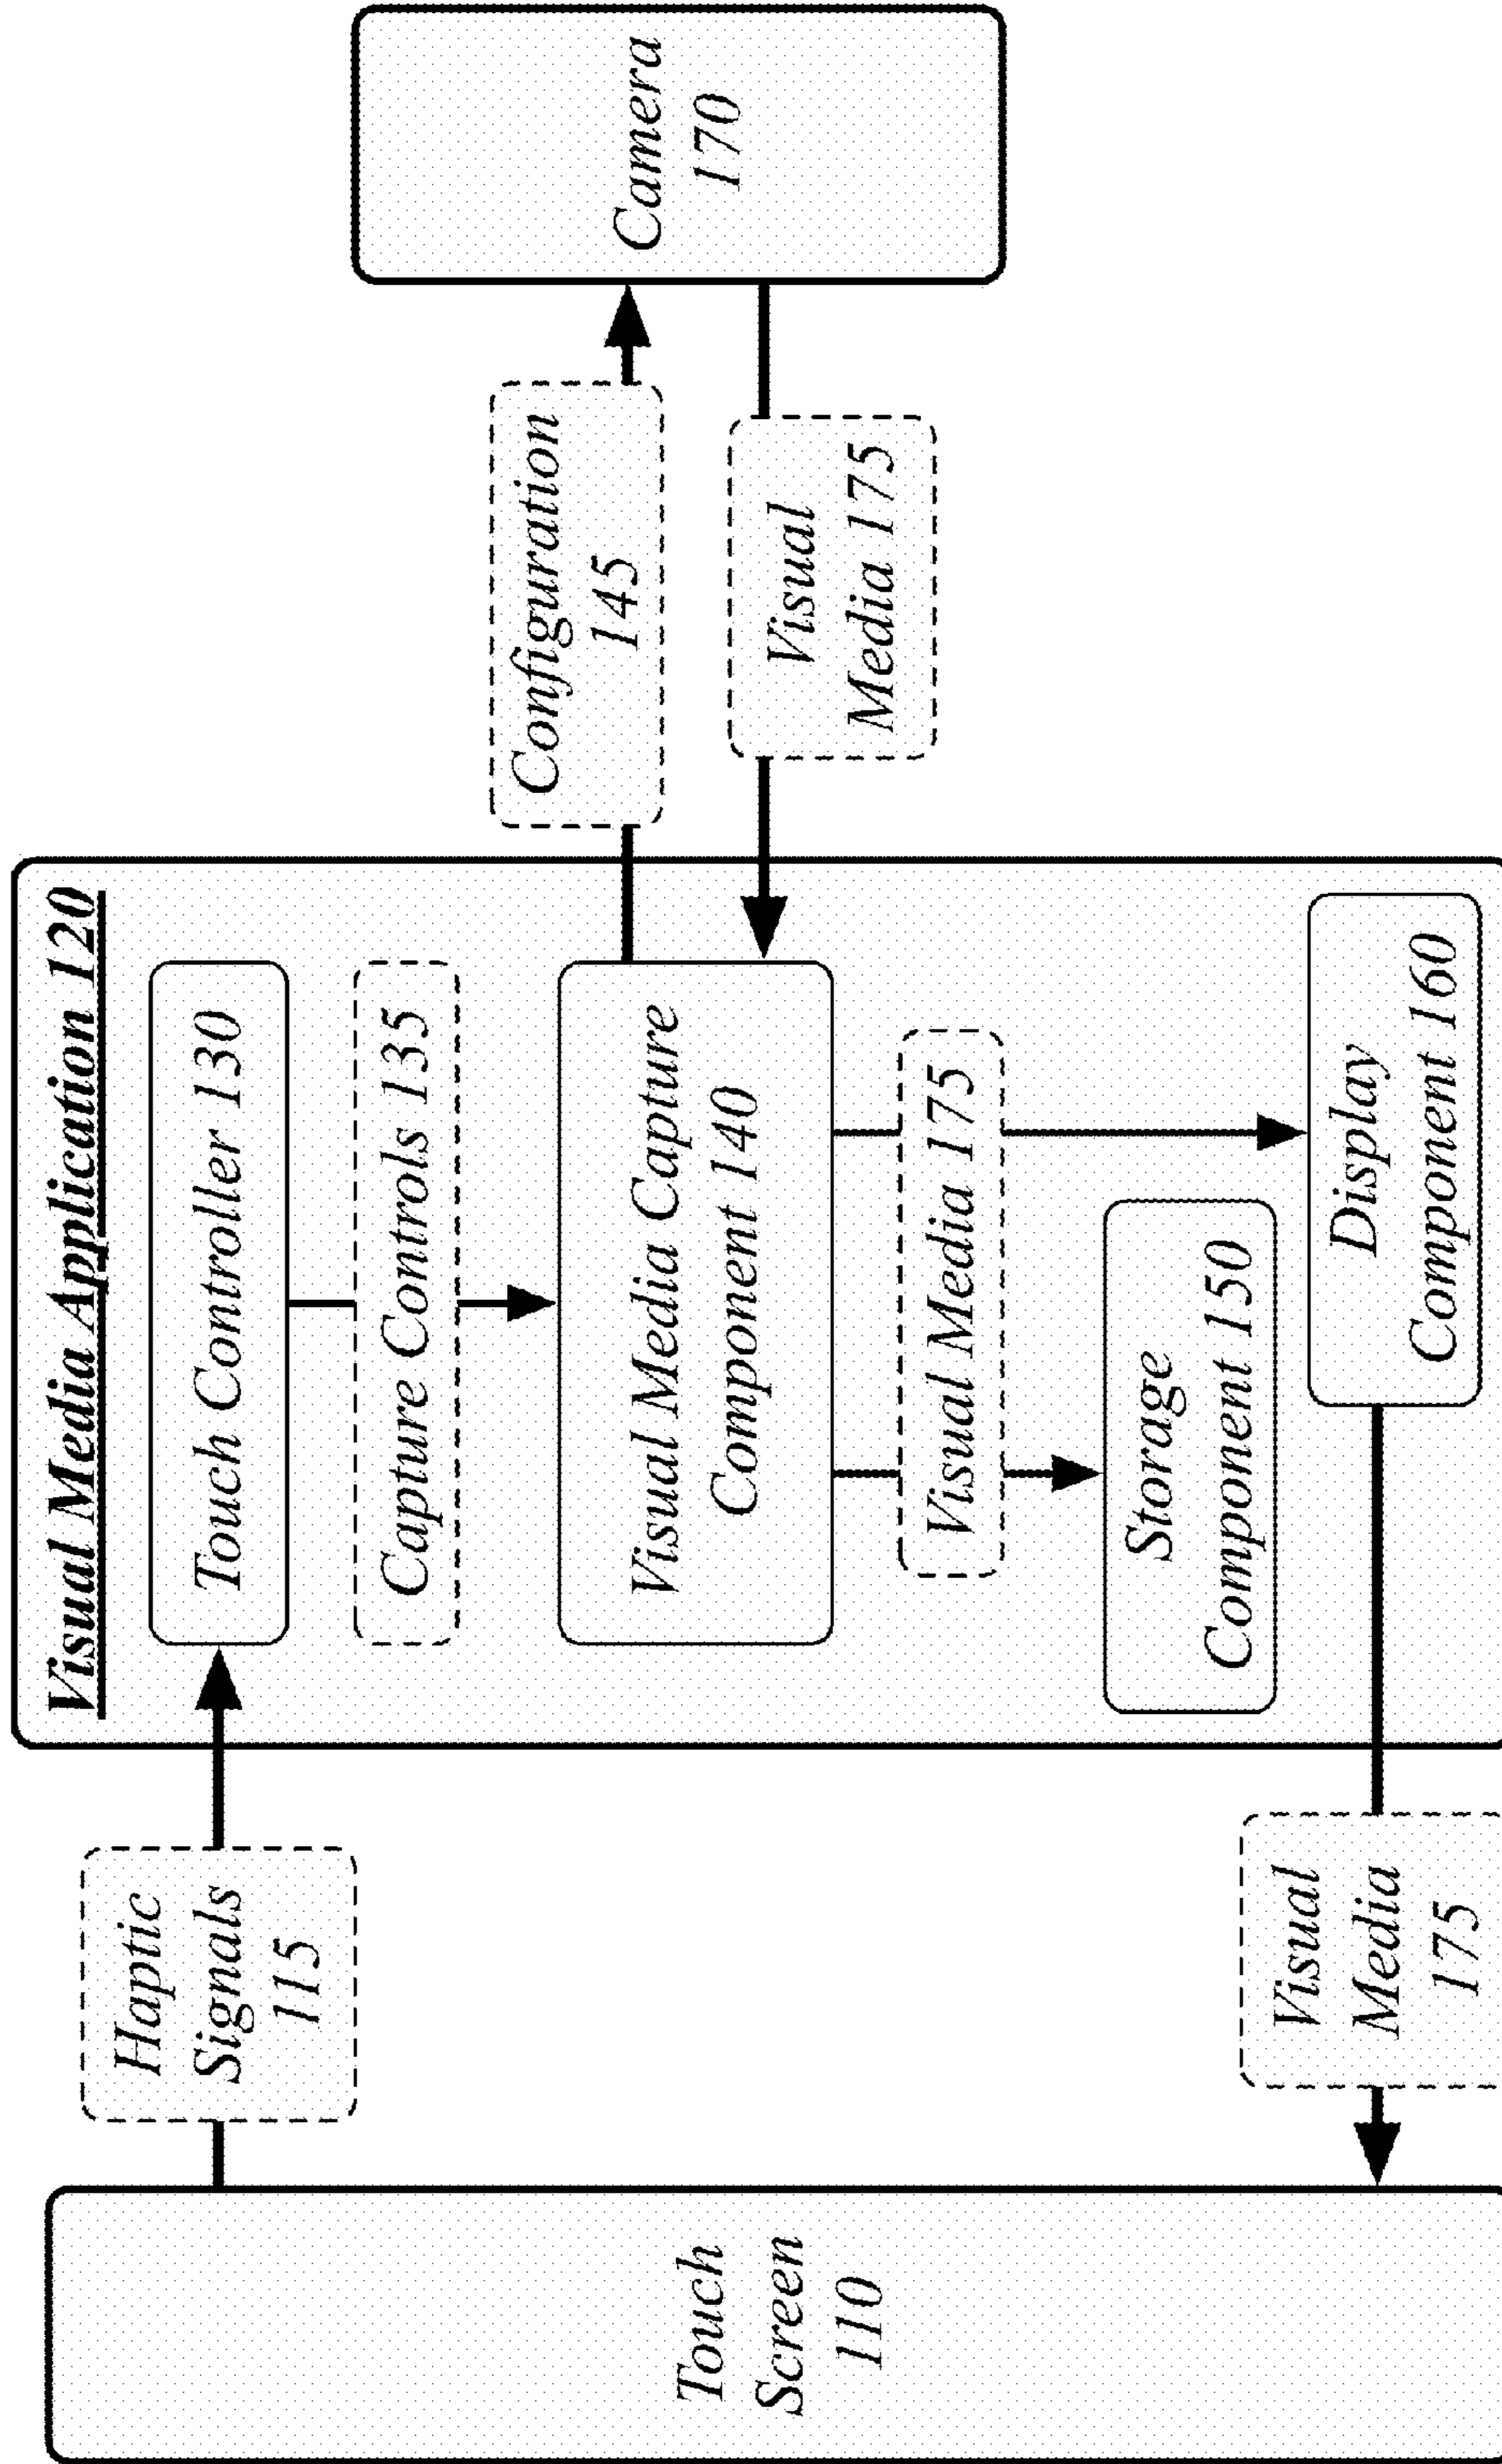 Visual Media Application 120
Touch
Screen
110
Haptic
Signals
115
Touch Controller 130
Capture Controls 135
Visual Media Capture
Component 140
Configuration
145
Camera
170
Visual
Media 175
Visual Media 175
Storage
Component 150
Display
Component 160
Visual
Media
175